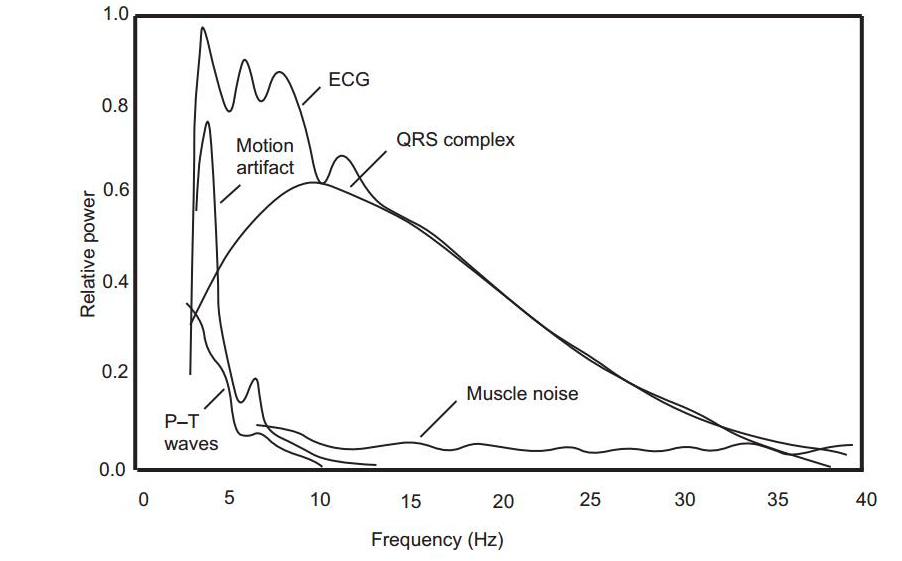 1.0
ECG
0.8
QRS complex
Motion
artifact
0.6
Relative power
0.4
0.2
Muscle noise
P–T
waves
0.0
0 5 10 15 20 25 30 35 40
Frequency (Hz)